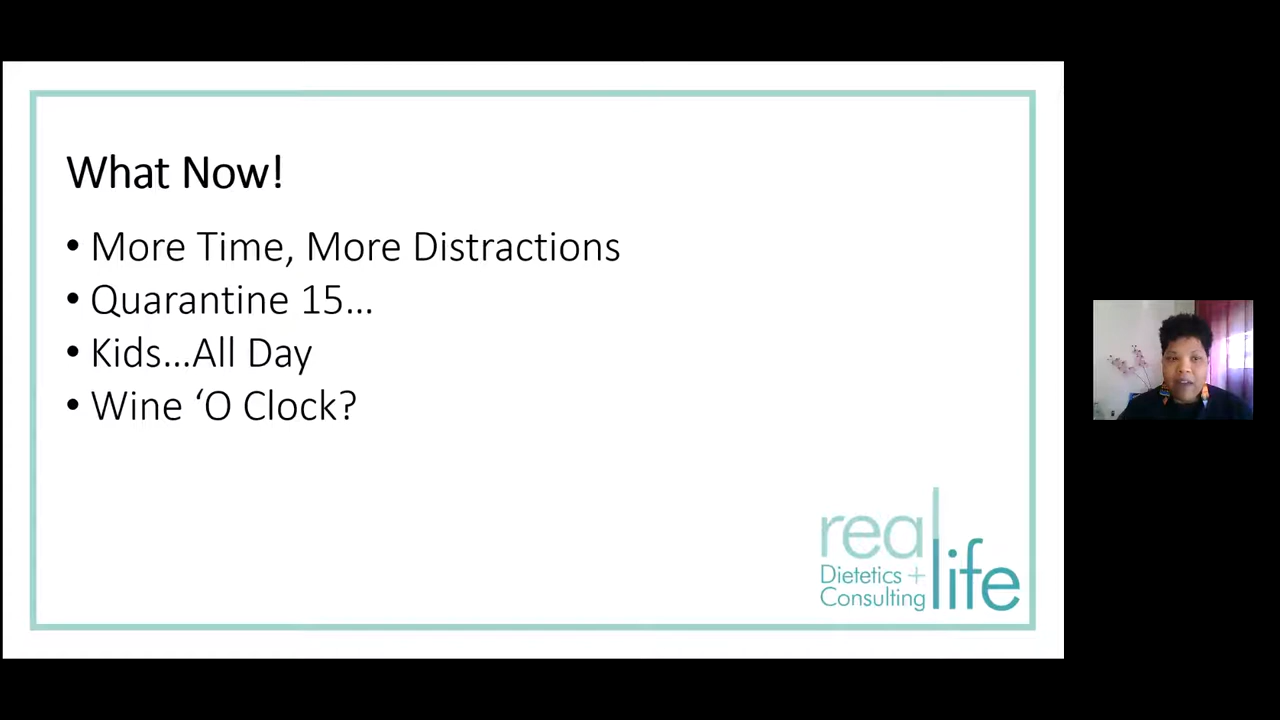 What Now!
• More Time, More Distractions
• Quarantine 15...
• Kids...All Day
• Wine ‘O Clock?
real life
Dietetics +
Consulting